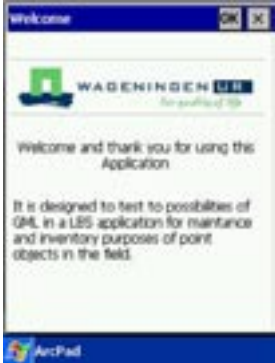 Welcome OK X
WAGENINGEN UR
For quality of life
Welcome and thank you for using this
Application
It is designed to test to possibilities of
GML in a LBS application for maintance
and inventory purposes of point
objects in the field.
ArcPad